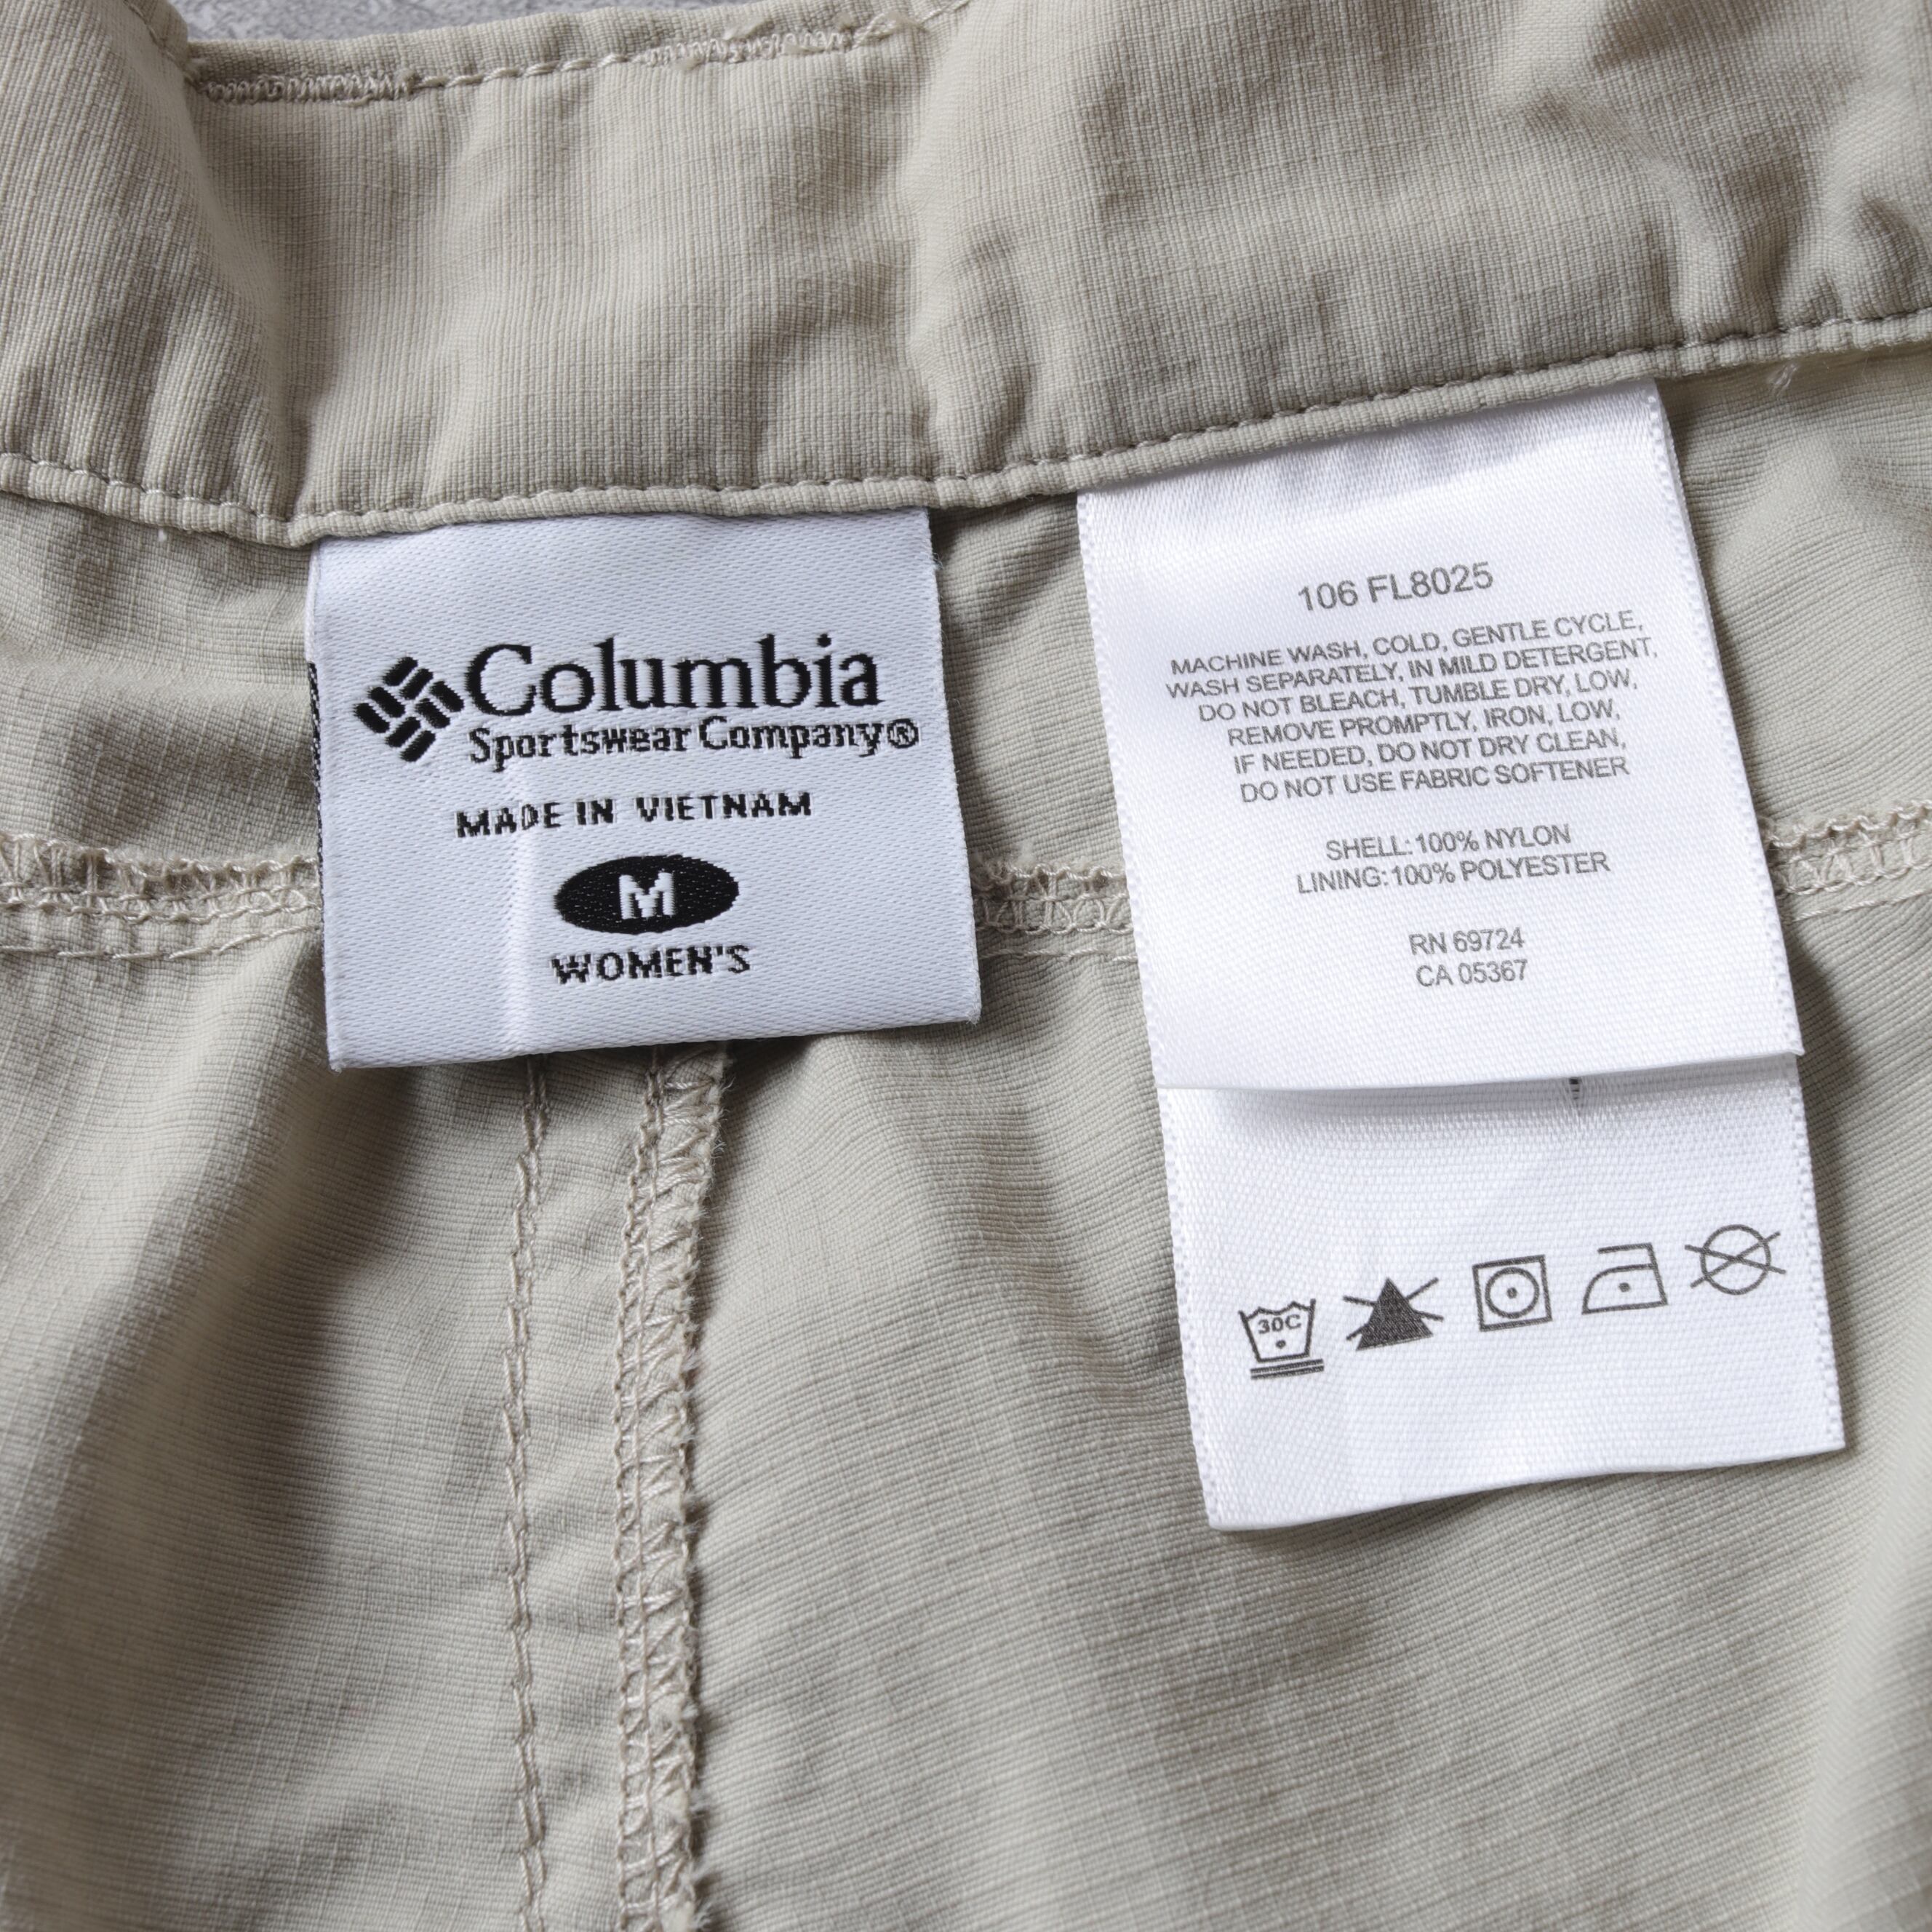 Columbia
Sportswear Company®
MADE IN VIETNAM
M
WOMEN'S
106 FL8025
MACHINE WASH, COLD, GENTLE CYCLE,
WASH SEPARATELY, IN MILD DETERGENT,
DO NOT BLEACH, TUMBLE DRY, LOW,
REMOVE PROMPTLY, IRON, LOW,
IF NEEDED, DO NOT DRY CLEAN,
DO NOT USE FABRIC SOFTENER
SHELL:100% NYLON
LINING:100% POLYESTER
RN 69724
CA 05367
30C